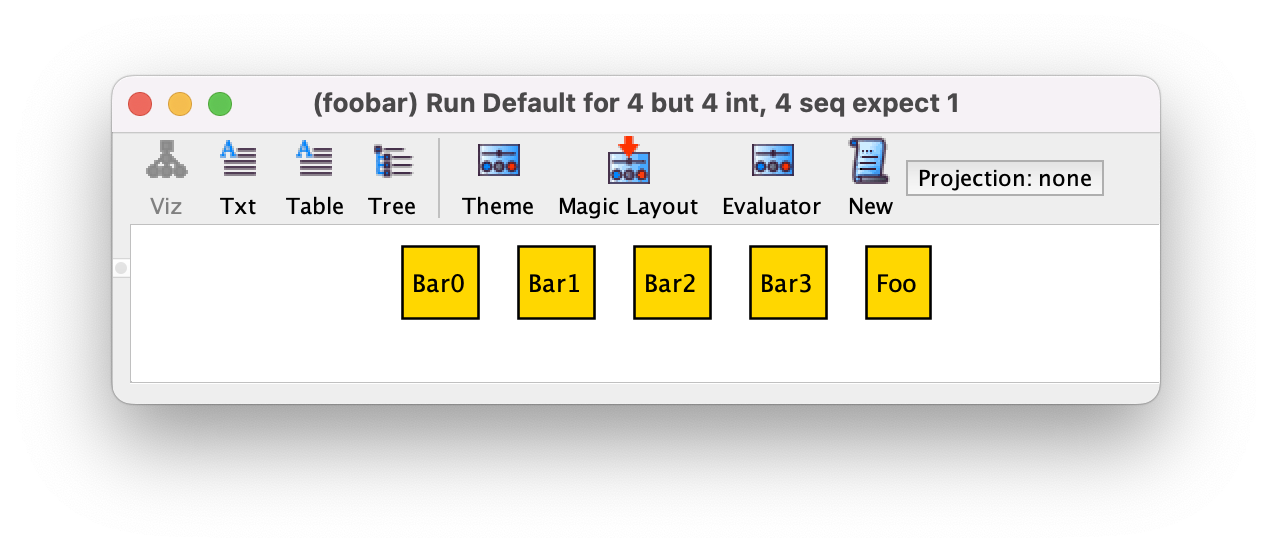 (foobar) Run Default for 4 but 4 int, 4 seq expect 1
Viz Txt Table Tree Theme Magic Layout Evaluator New Projection: none
Bar0 Bar1 Bar2 Bar3 Foo